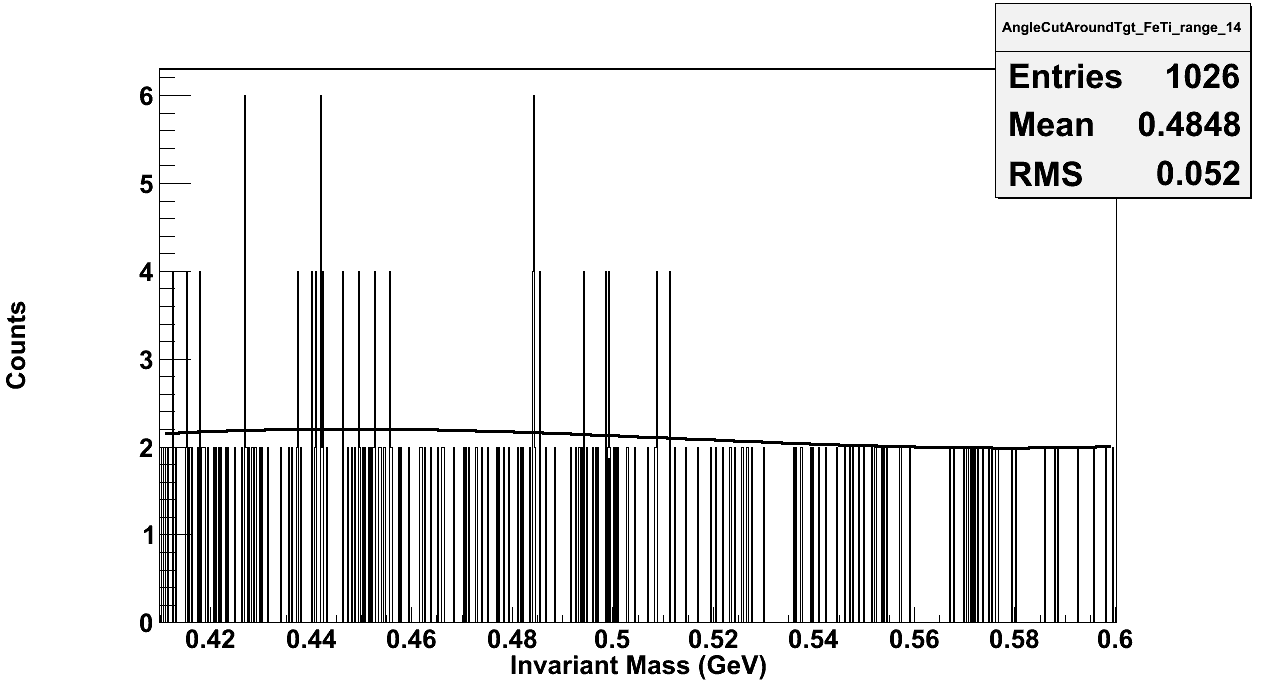 AngleCutAroundTgt_FeTi_range_14
Entries 1026
Mean 0.4848
RMS 0.052
6
5
4
3
2
1
0
Counts
0.42 0.44 0.46 0.48 0.5 0.52 0.54 0.56 0.58 0.6
Invariant Mass (GeV)